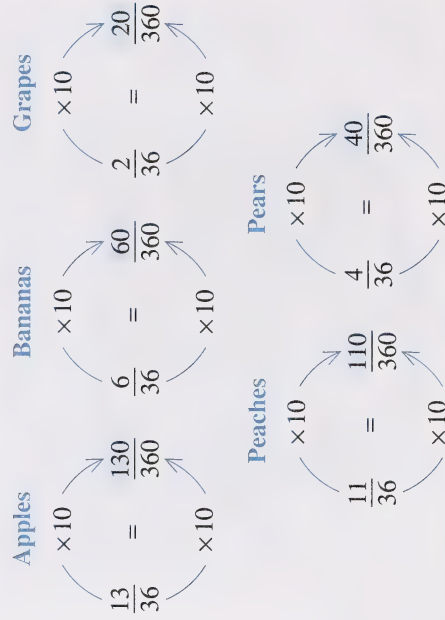 Apples Bananas Grapes
×10 ×10 ×10
13/36 = 130/360 6/36 = 60/360 2/36 = 20/360
×10 ×10 ×10
Peaches Pears
×10 ×10
11/36 = 110/360 4/36 = 40/360
×10 ×10